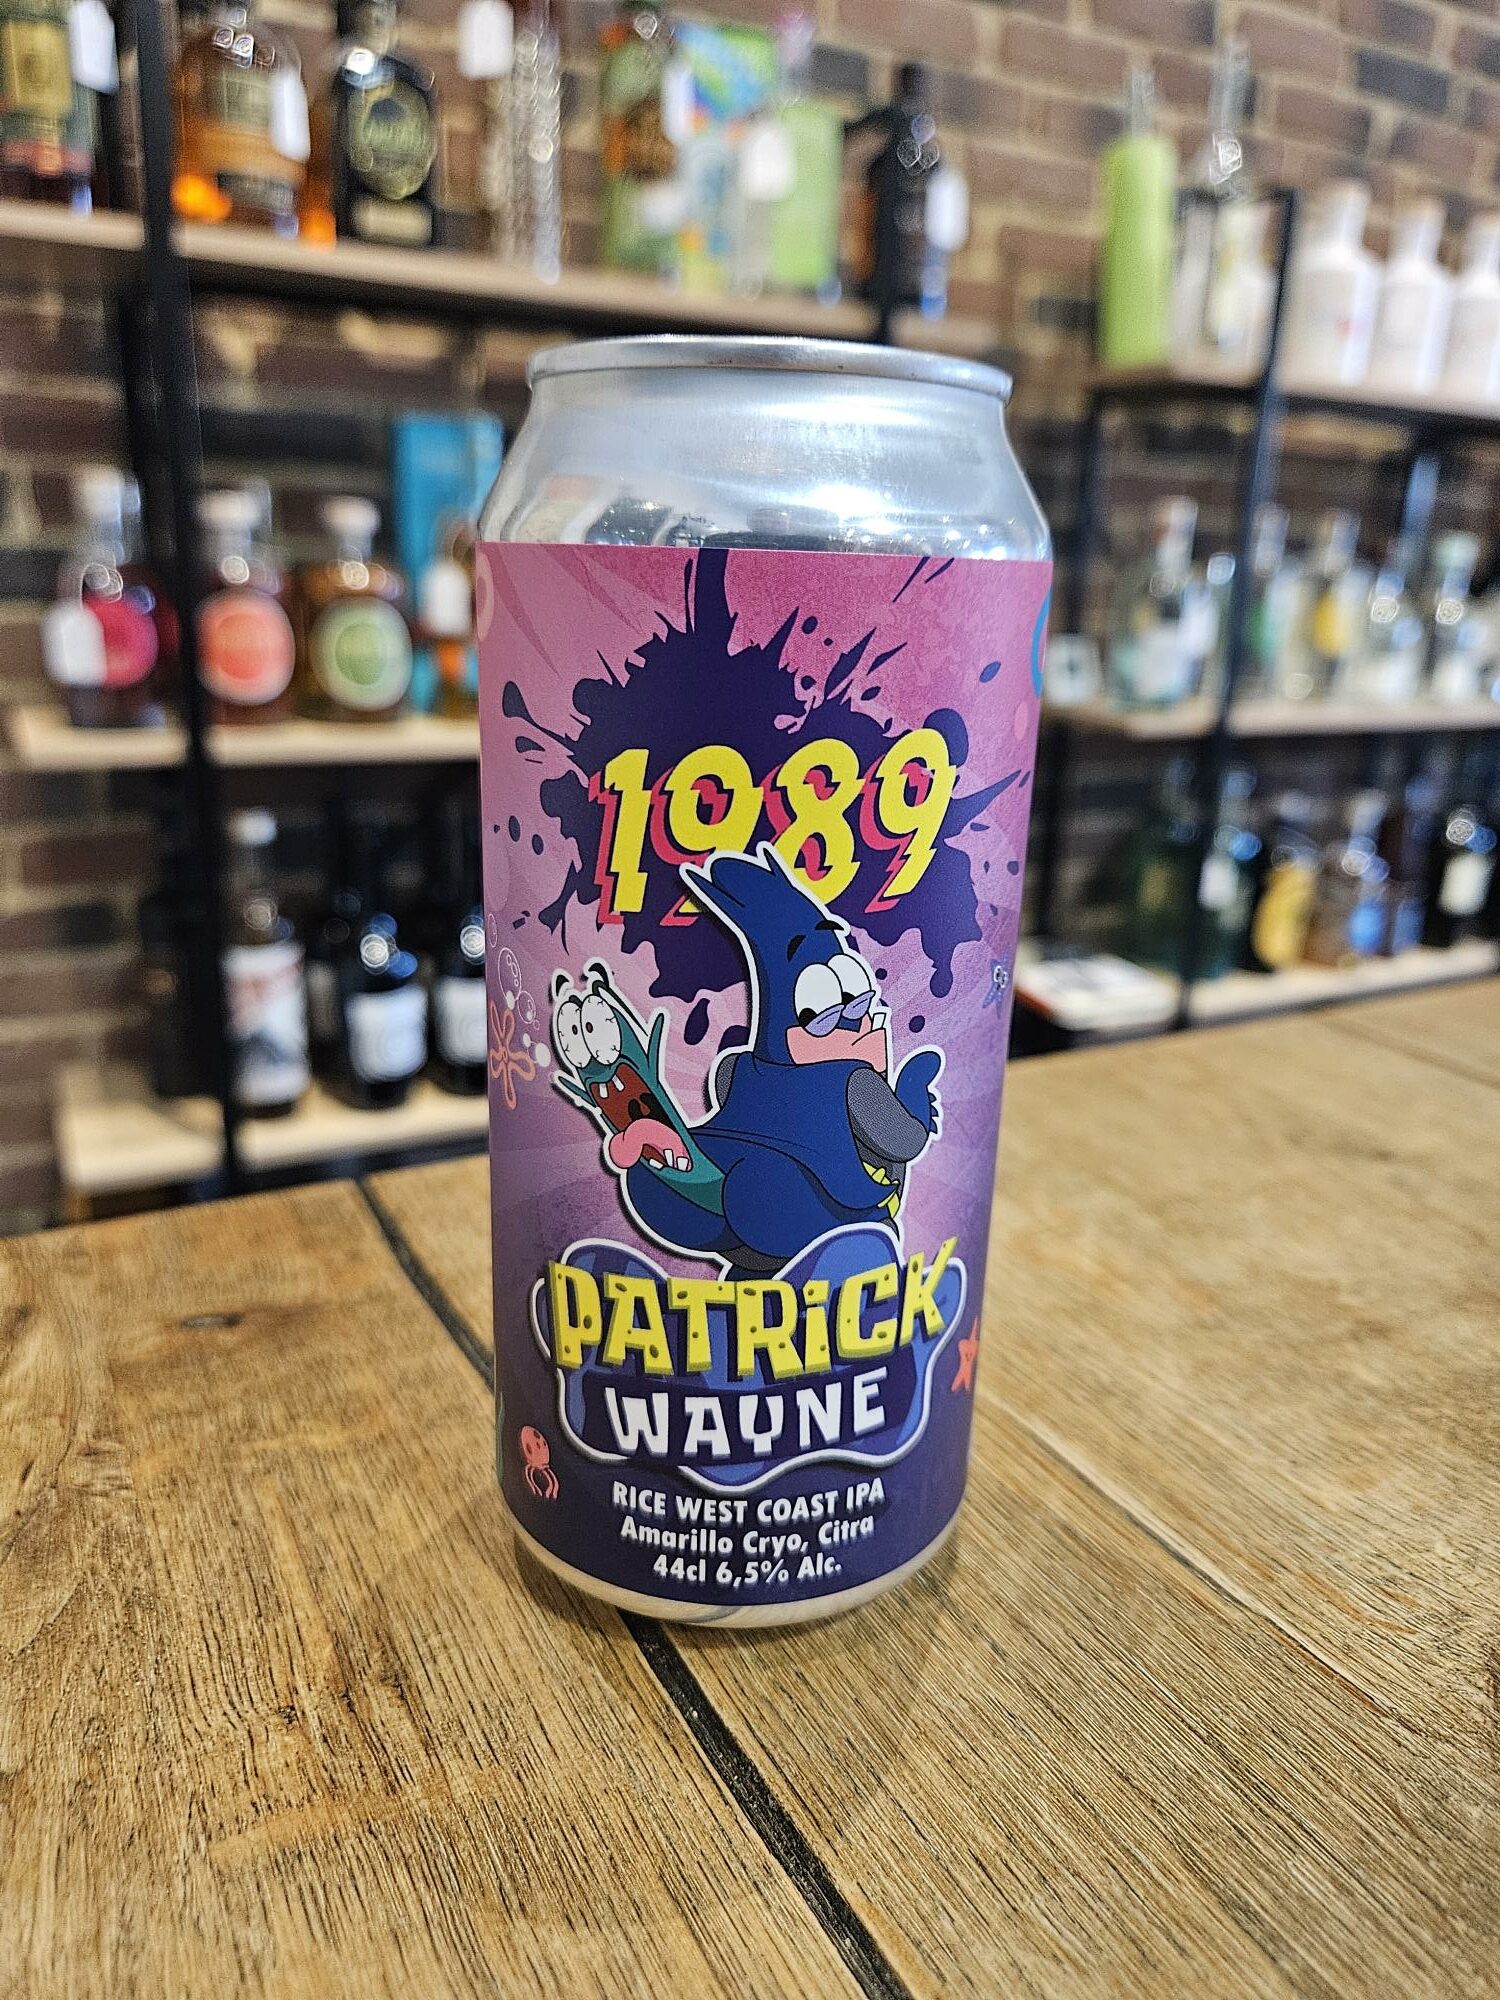 1989
PATRiCK
WAYNE
RICE WEST COAST IPA
Amarillo Cryo, Citra
44cl 6,5% Alc.